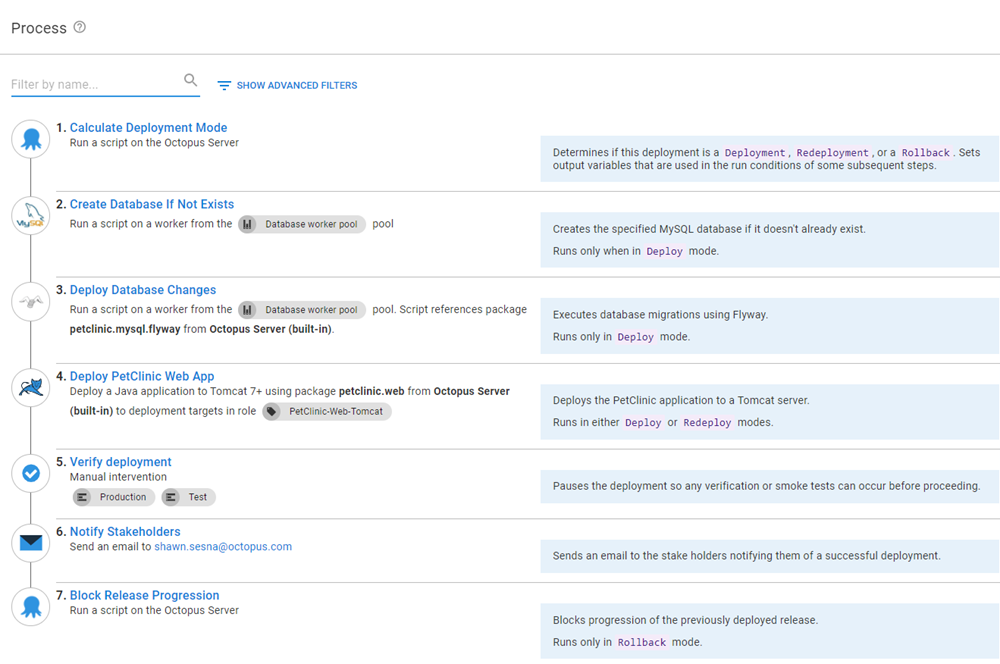 Process
Filter by name...
SHOW ADVANCED FILTERS
1. Calculate Deployment Mode
Run a script on the Octopus Server
Determines if this deployment is a Deployment, Redeployment, or a Rollback. Sets
output variables that are used in the run conditions of some subsequent steps.
2. Create Database If Not Exists
Run a script on a worker from the Database worker pool pool
Creates the specified MySQL database if it doesn't already exist.
Runs only when in Deploy mode.
MySQL
3. Deploy Database Changes
Run a script on a worker from the Database worker pool pool. Script references package
petclinic.mysql.flyway from Octopus Server (built-in).
Executes database migrations using Flyway.
Runs only in Deploy mode.
4. Deploy PetClinic Web App
Deploy a Java application to Tomcat 7+ using package petclinic.web from Octopus Server
(built-in) to deployment targets in role PetClinic-Web-Tomcat
Deploys the PetClinic application to a Tomcat server.
Runs in either Deploy or Redeploy modes.
5. Verify deployment
Manual intervention
Production Test
Pauses the deployment so any verification or smoke tests can occur before proceeding.
6. Notify Stakeholders
Send an email to shawn.sesna@octopus.com
Sends an email to the stake holders notifying them of a successful deployment.
7. Block Release Progression
Run a script on the Octopus Server
Blocks progression of the previously deployed release.
Runs only in Rollback mode.